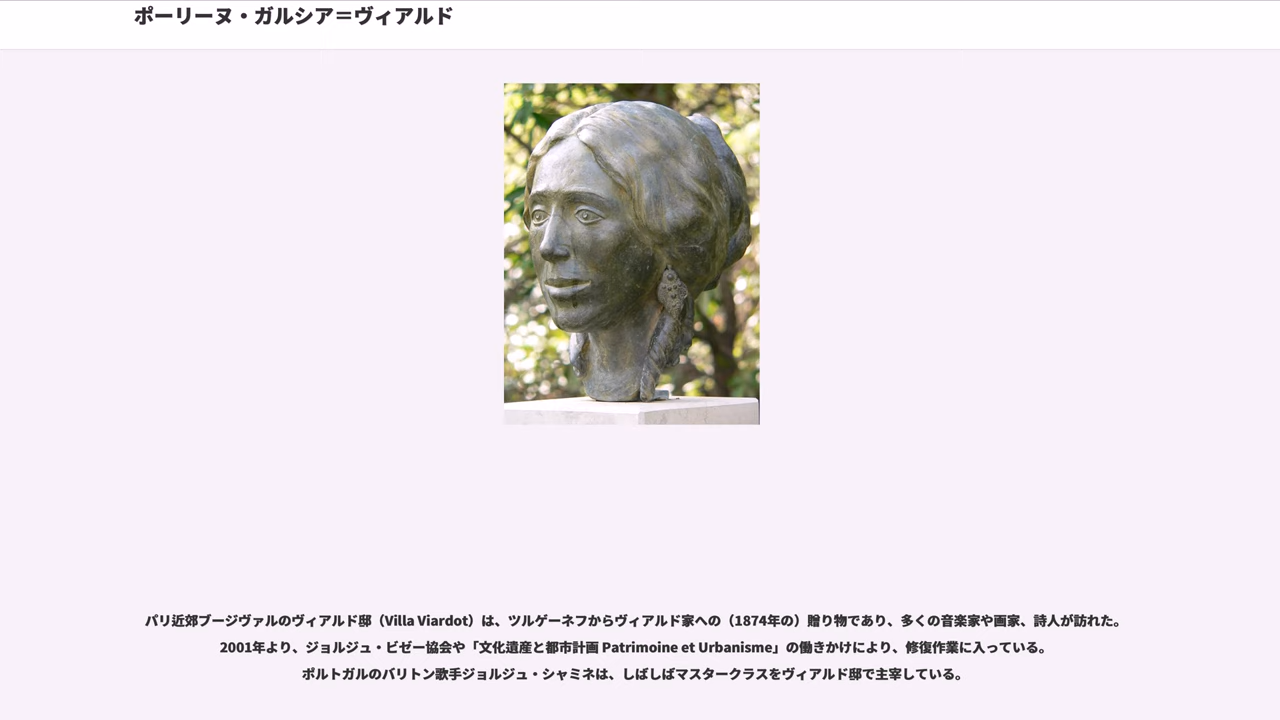 ポーリーヌ・ガルシア＝ヴィアルド
パリ近郊ブージヴァルのヴィアルド邸（Villa Viardot）は、ツルゲーネフからヴィアルド家への（1874年の）贈り物であり、多くの音楽家や画家、詩人が訪れた。
2001年より、ジョルジュ・ビゼー協会や「文化遺産と都市計画 Patrimoine et Urbanisme」の働きかけにより、修復作業に入っている。
ポルトガルのバリトン歌手ジョルジュ・シャミネは、しばしばマスタークラスをヴィアルド邸で主宰している。